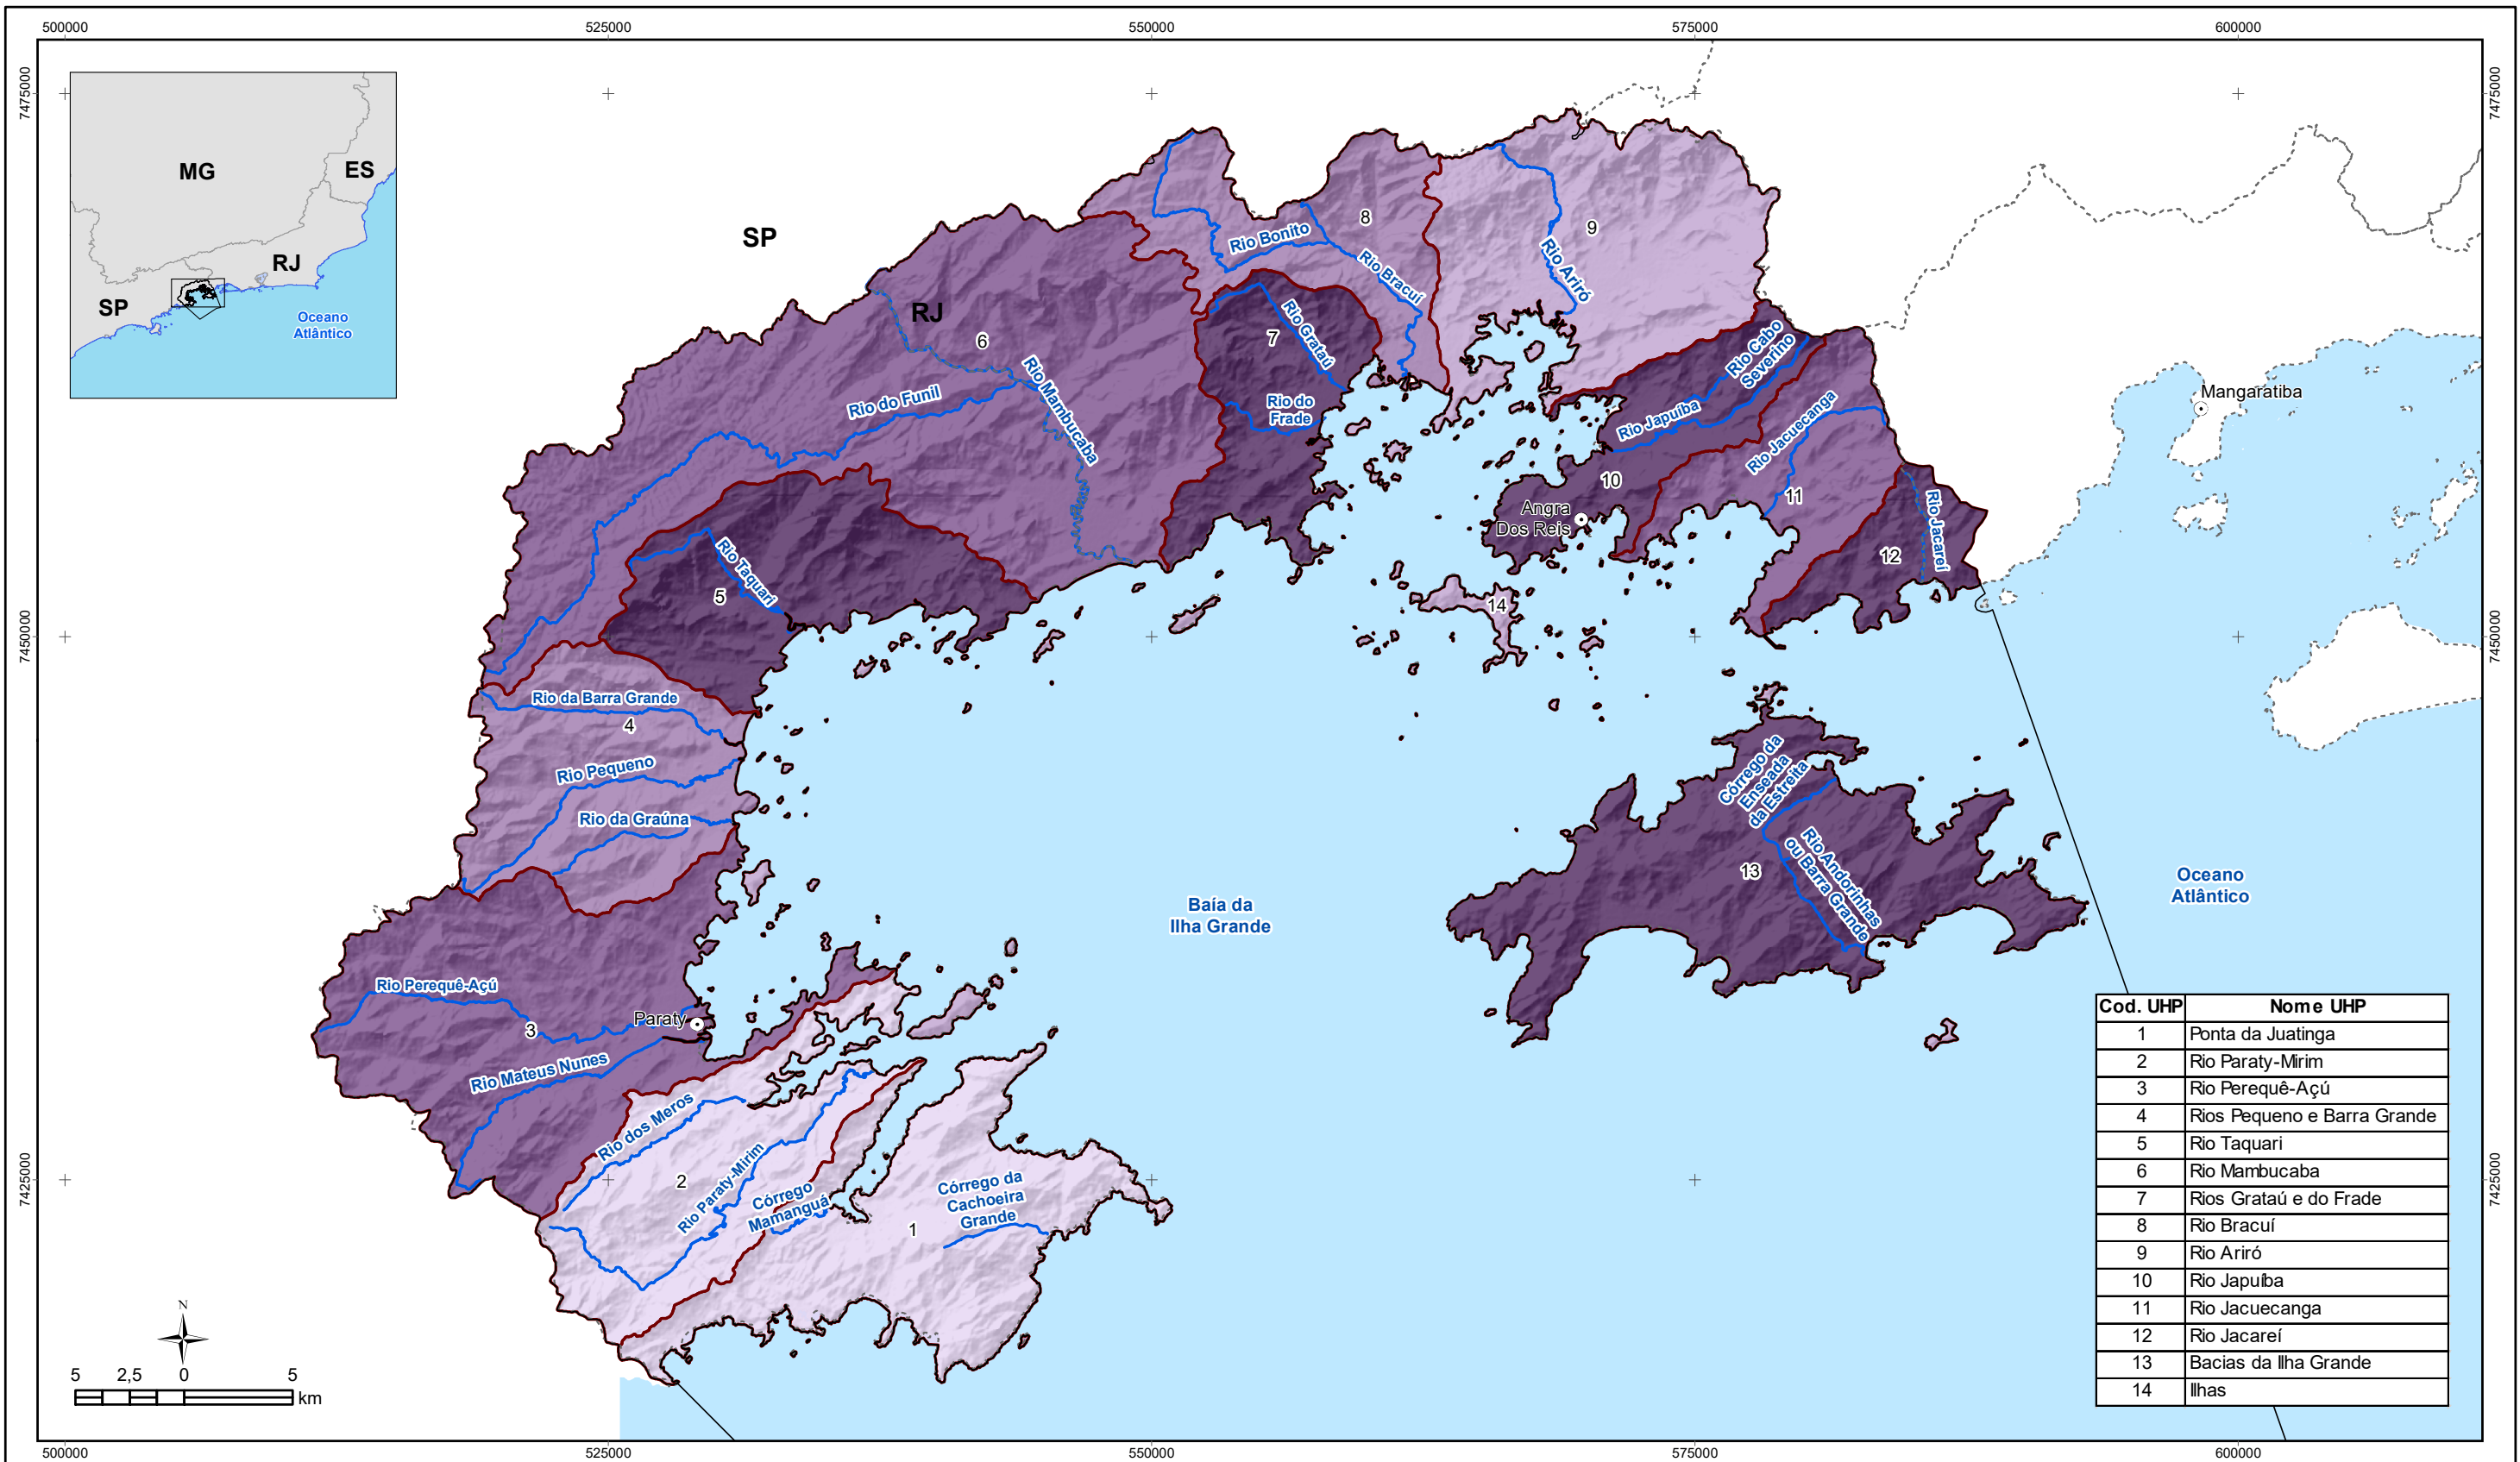 500000
525000
550000
575000
600000
7475000
7475000
MG
ES
RJ
SP
Oceano
Atlântico
SP
RJ
8
9
Rio Bonito
Rio Bracuí
Rio Ariró
6
7
Rio Grataú
Rio Mambucaba
Rio do Funil
Rio do
Frade
Rio Cabo
Severino
Rio Japuíba
Rio Jacuecanga
Mangaratiba
10
11
Angra
Dos Reis
Rio Jacareí
12
Rio Taquari
5
14
7450000
7450000
Rio da Barra Grande
4
Rio Pequeno
Rio da Graúna
Córrego da
Enseada
da Estreita
Rio Andorinhas
ou Barra Grande
13
Baía da
Ilha Grande
Oceano
Atlântico
Rio Perequê-Açú
3
Paraty
Rio Mateus Nunes
Rio dos Meros
2
Rio Paraty-Mirim
Córrego
Mamanguá
Córrego da
Cachoeira
Grande
1
7425000
7425000
Cod. UHP Nome UHP
1 Ponta da Juatinga
2 Rio Paraty-Mirim
3 Rio Perequê-Açú
4 Rios Pequeno e Barra Grande
5 Rio Taquari
6 Rio Mambucaba
7 Rios Grataú e do Frade
8 Rio Bracuí
9 Rio Ariró
10 Rio Japuíba
11 Rio Jacuecanga
12 Rio Jacareí
13 Bacias da Ilha Grande
14 Ilhas
N
5 2,5 0 5
km
500000
525000
550000
575000
600000